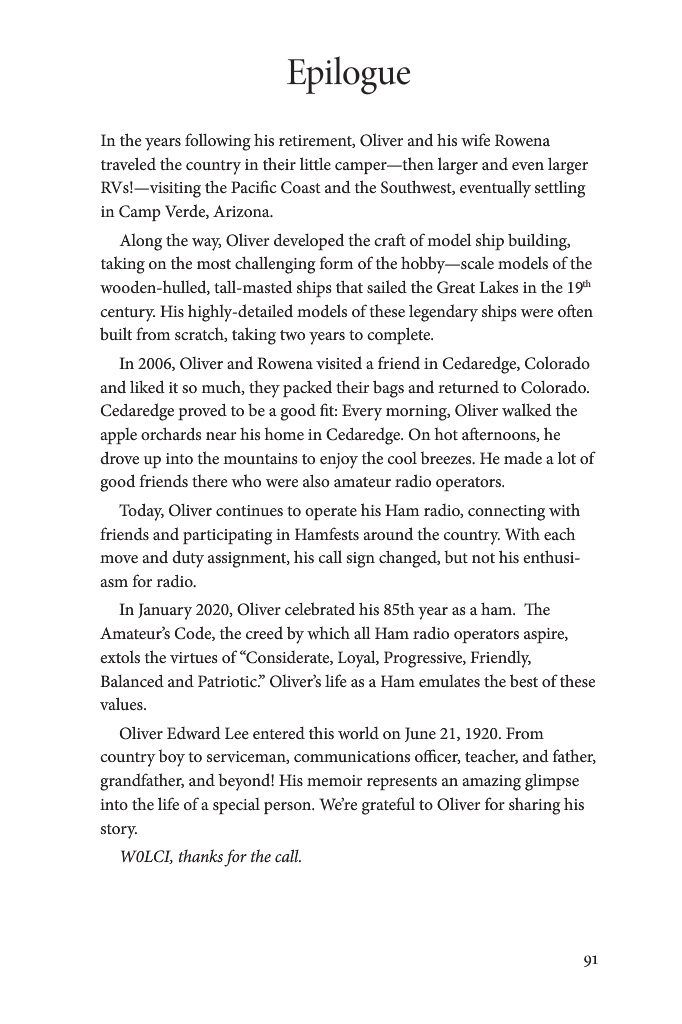 Epilogue
In the years following his retirement, Oliver and his wife Rowena
traveled the country in their little camper—then larger and even larger
RVs!—visiting the Pacific Coast and the Southwest, eventually settling
in Camp Verde, Arizona.
Along the way, Oliver developed the craft of model ship building,
taking on the most challenging form of the hobby—scale models of the
wooden-hulled, tall-masted ships that sailed the Great Lakes in the 19th
century. His highly-detailed models of these legendary ships were often
built from scratch, taking two years to complete.
In 2006, Oliver and Rowena visited a friend in Cedaredge, Colorado
and liked it so much, they packed their bags and returned to Colorado.
Cedaredge proved to be a good fit: Every morning, Oliver walked the
apple orchards near his home in Cedaredge. On hot afternoons, he
drove up into the mountains to enjoy the cool breezes. He made a lot of
good friends there who were also amateur radio operators.
Today, Oliver continues to operate his Ham radio, connecting with
friends and participating in Hamfests around the country. With each
move and duty assignment, his call sign changed, but not his enthusi-
asm for radio.
In January 2020, Oliver celebrated his 85th year as a ham.  The
Amateur’s Code, the creed by which all Ham radio operators aspire,
extols the virtues of “Considerate, Loyal, Progressive, Friendly,
Balanced and Patriotic.” Oliver’s life as a Ham emulates the best of these
values.
Oliver Edward Lee entered this world on June 21, 1920. From
country boy to serviceman, communications officer, teacher, and father,
grandfather, and beyond! His memoir represents an amazing glimpse
into the life of a special person. We’re grateful to Oliver for sharing his
story.
W0LCI, thanks for the call.
91